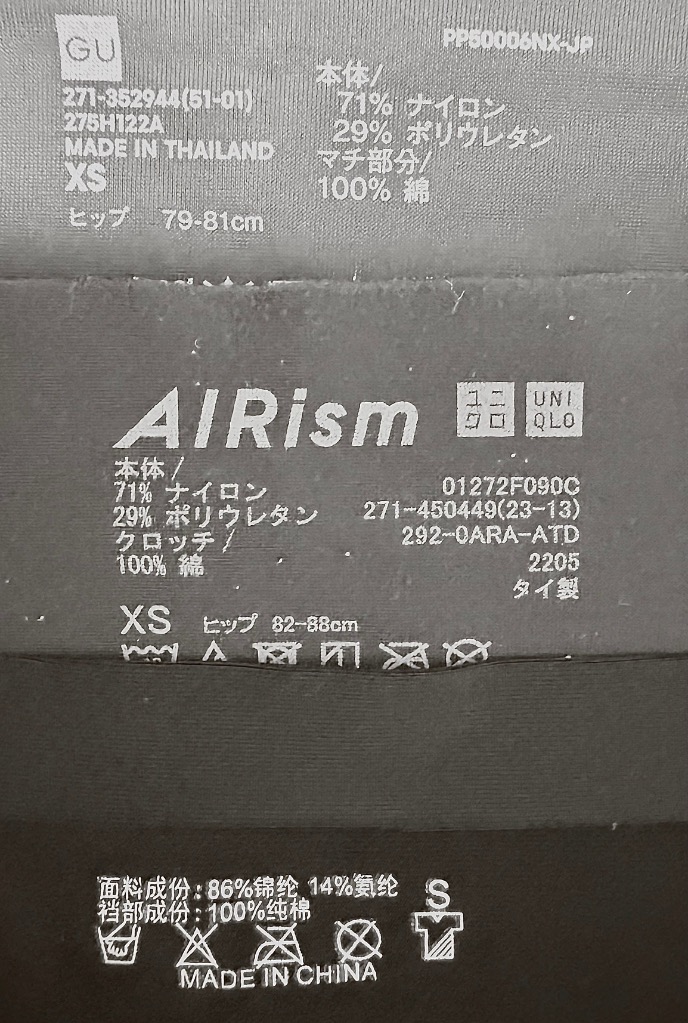 GU
271-352944(51-01)
275H122A
MADE IN THAILAND
XS
ヒップ 79-81cm
PP50006NX-JP
本体/
71% ナイロン
29% ポリウレタン
マチ部分/
100% 綿
AIRism
ユニ
クロ
UNI
QLO
本体/
71% ナイロン
29% ポリウレタン
クロッチ/
100% 綿
01272F090C
271-450449(23-13)
292-0ARA-ATD
2205
タイ製
XS ヒップ 82-88cm
面料成份:86%锦纶 14%氨纶
裆部成份:100%纯棉
S
MADE IN CHINA